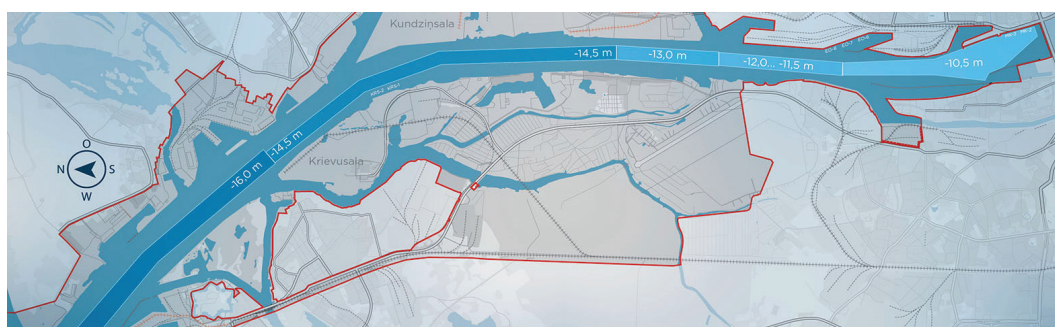 Kundziņsala
-14,5 m
-13,0 m
-12,0... -11,5 m
-10,5 m
Krievusala
-14,5 m
-16,0 m
O
N
S
W